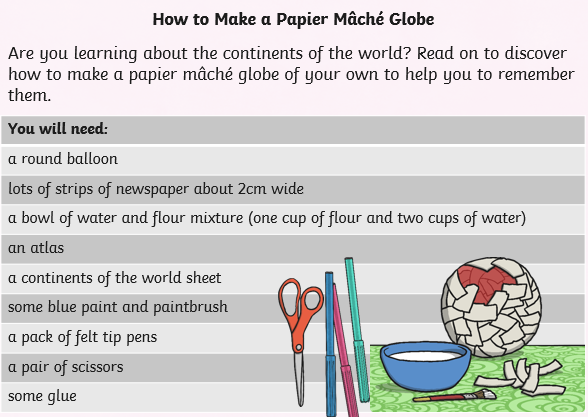 How to Make a Papier Mâché Globe
Are you learning about the continents of the world? Read on to discover
how to make a papier mâché globe of your own to help you to remember
them.
You will need:
a round balloon
lots of strips of newspaper about 2cm wide
a bowl of water and flour mixture (one cup of flour and two cups of water)
an atlas
a continents of the world sheet
some blue paint and paintbrush
a pack of felt tip pens
a pair of scissors
some glue